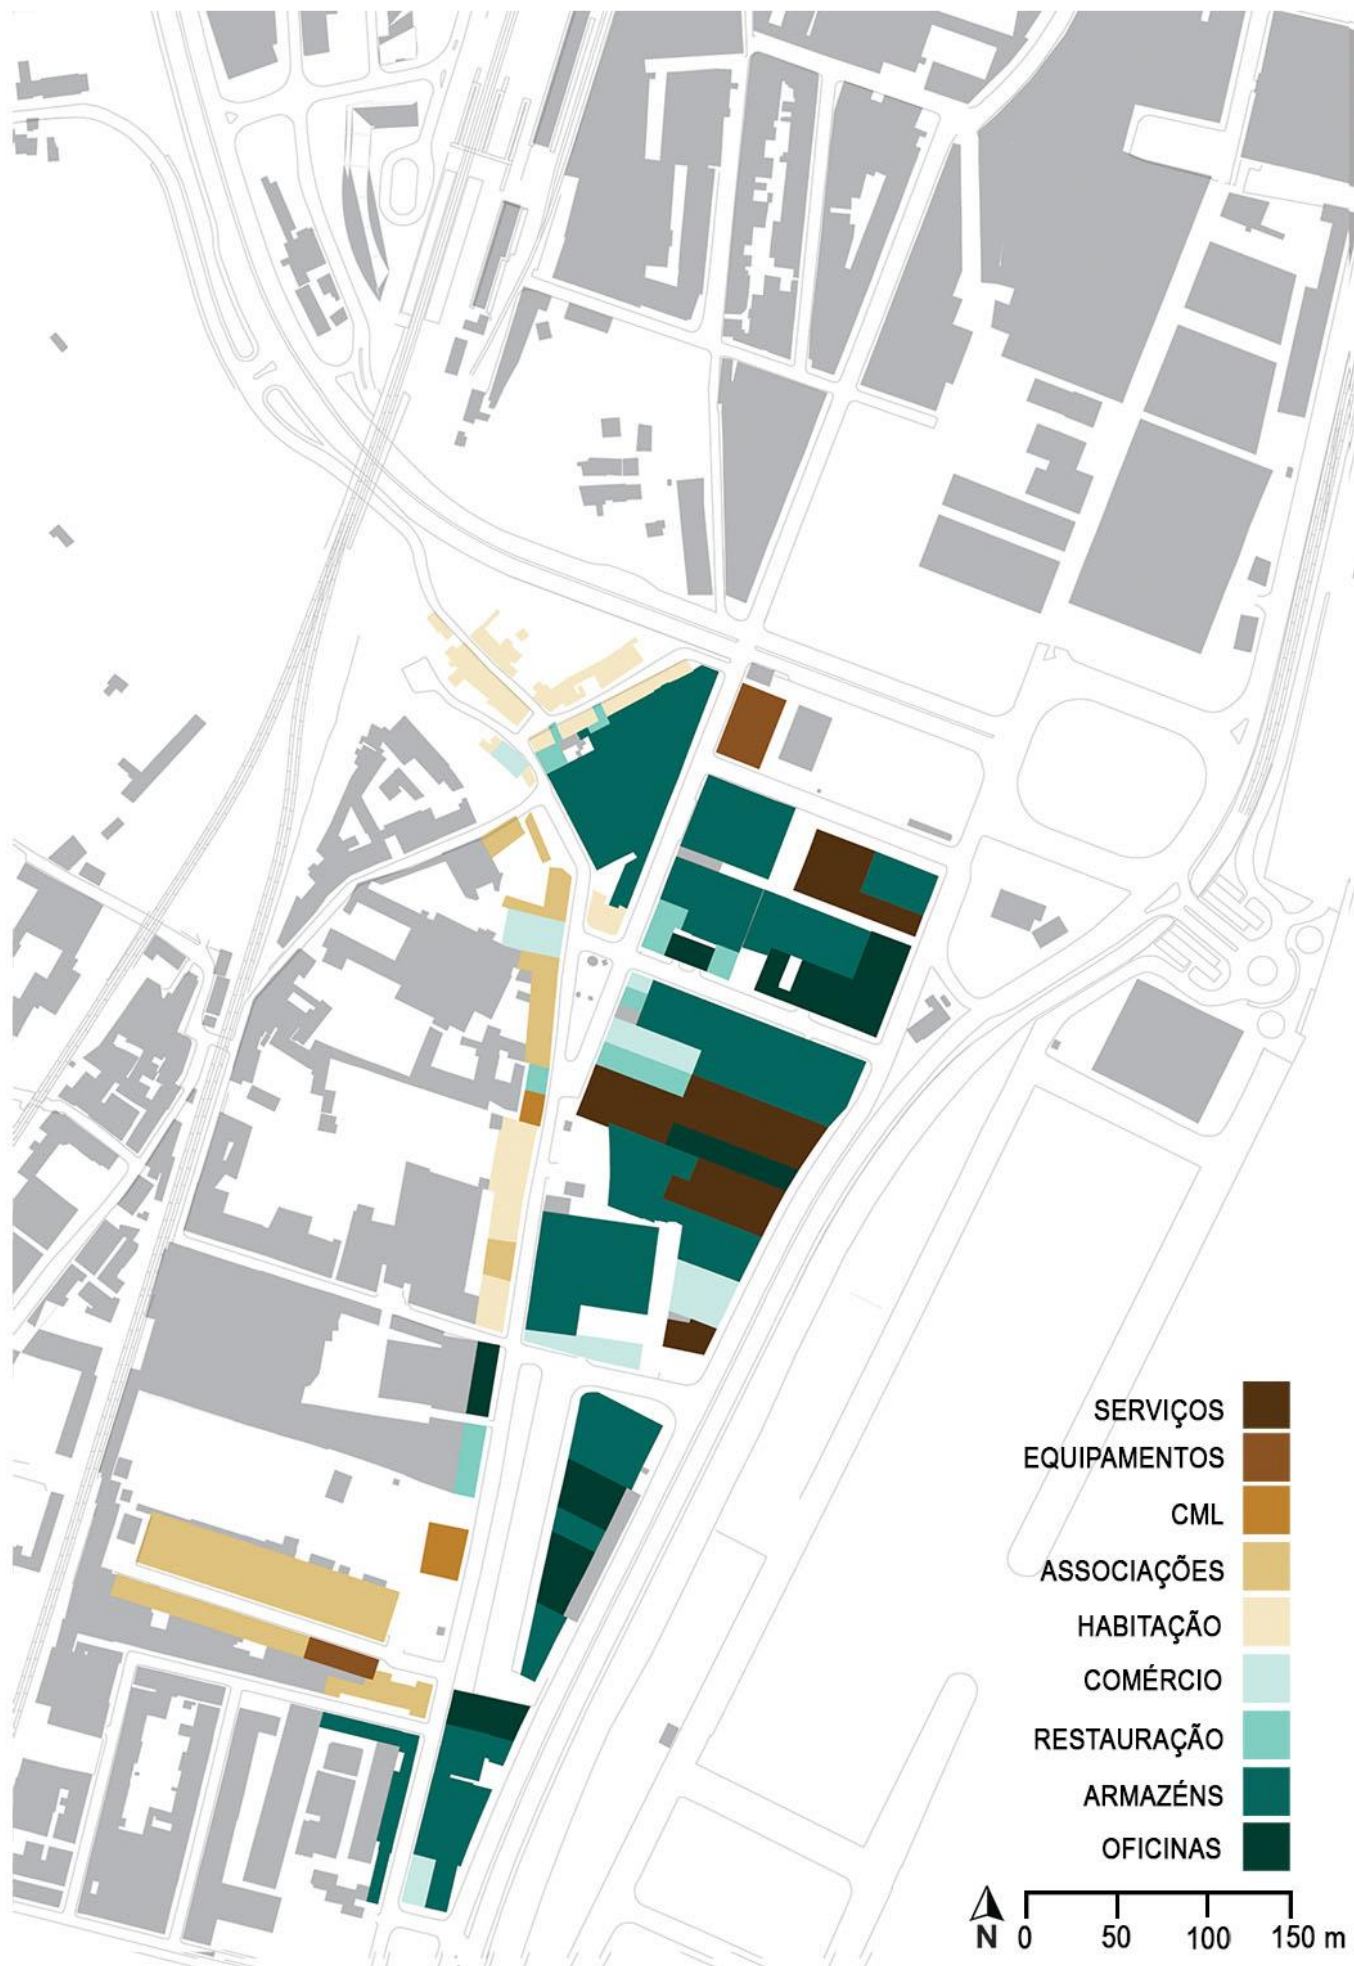 SERVIÇOS
EQUIPAMENTOS
CML
ASSOCIAÇÕES
HABITAÇÃO
COMÉRCIO
RESTAURAÇÃO
ARMAZÉNS
OFICINAS
N 0 50 100 150 m